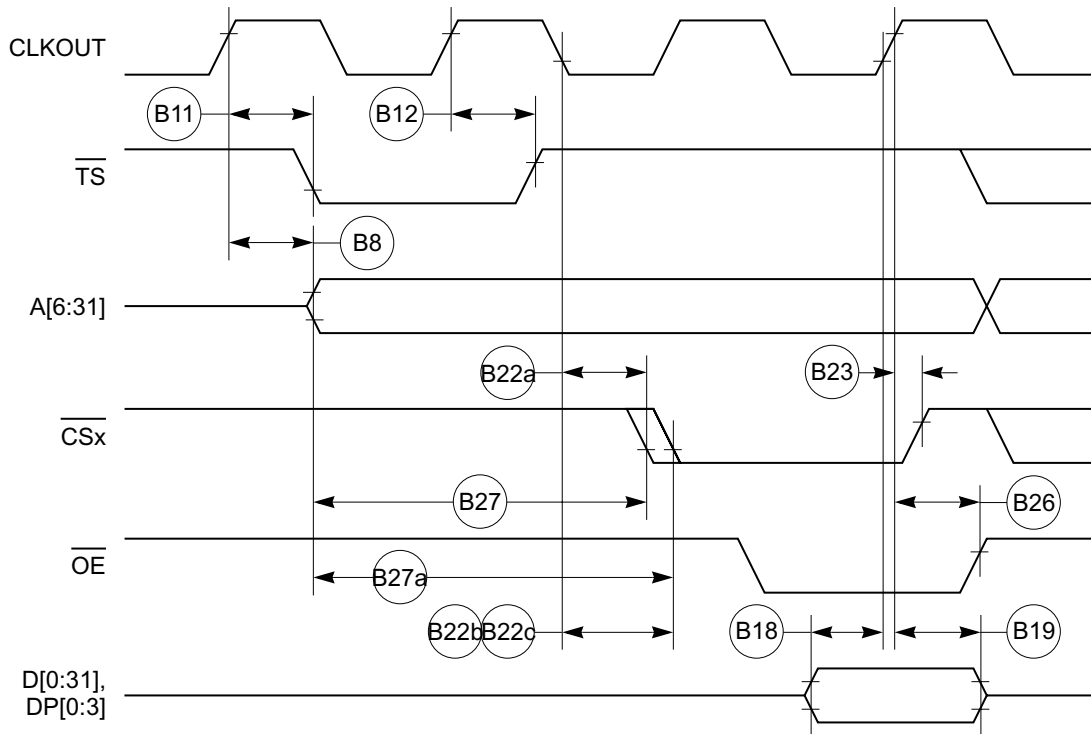 CLKOUT
B11
B12
TS
B8
A[6:31]
B22a
B23
CSx
B27
B26
OE
B27a
B22b B22c
B18
B19
D[0:31],
DP[0:3]